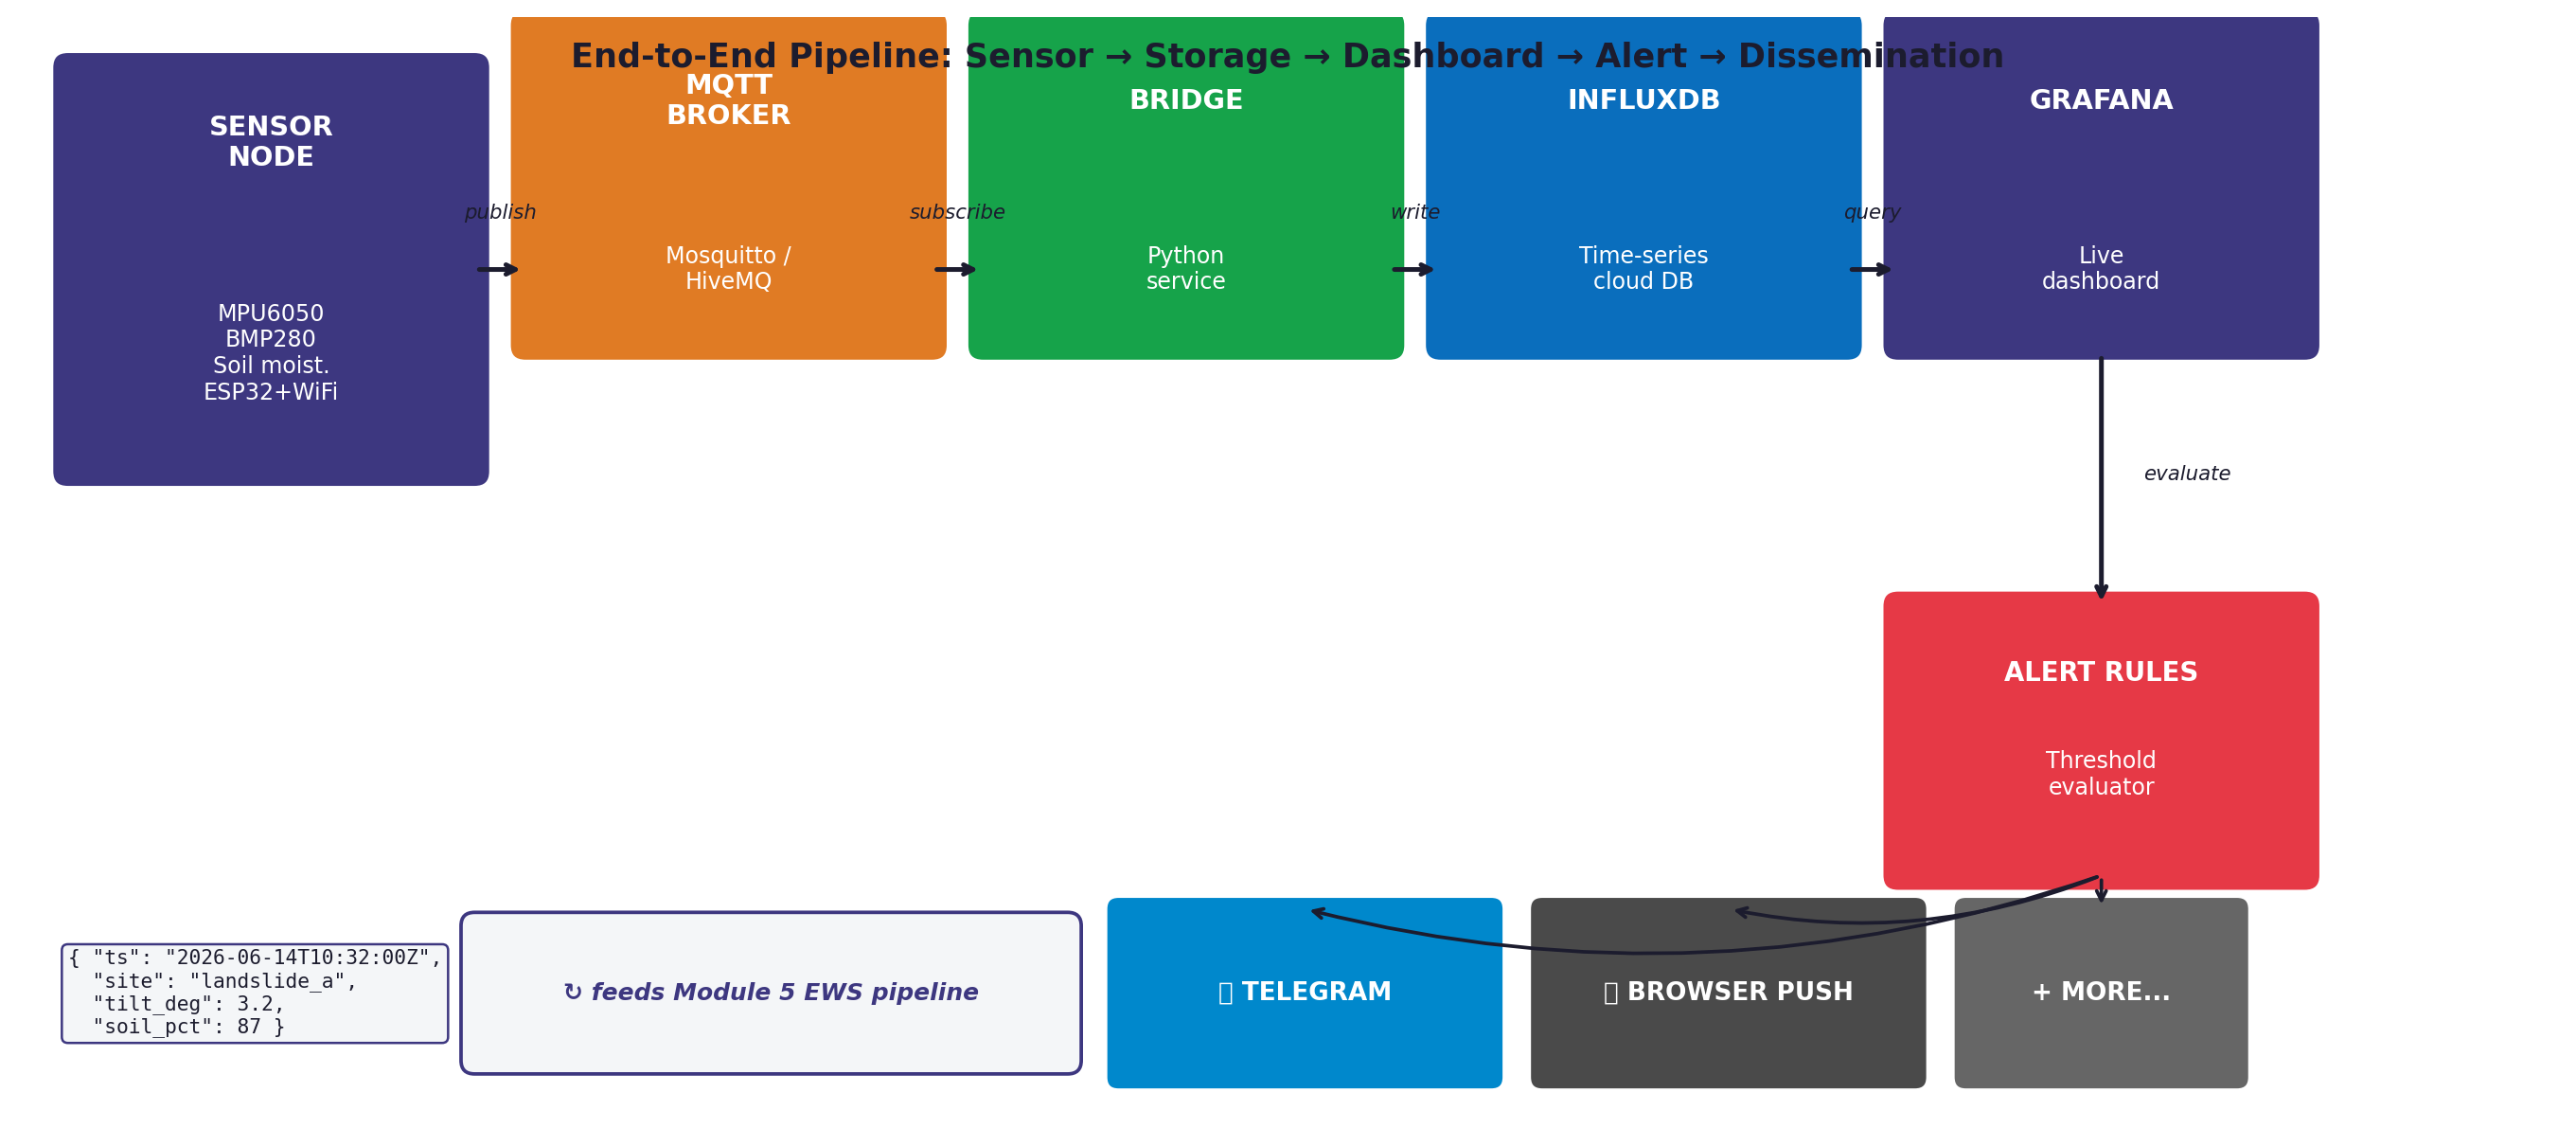 End-to-End Pipeline: Sensor → Storage → Dashboard → Alert → Dissemination
SENSOR
NODE
MPU6050
BMP280
Soil moist.
ESP32+WiFi
publish
MQTT
BROKER
Mosquitto /
HiveMQ
subscribe
BRIDGE
Python
service
write
INFLUXDB
Time-series
cloud DB
query
GRAFANA
Live
dashboard
evaluate
ALERT RULES
Threshold
evaluator
{ "ts": "2026-06-14T10:32:00Z",
"site": "landslide_a",
"tilt_deg": 3.2,
"soil_pct": 87 }
↻ feeds Module 5 EWS pipeline
TELEGRAM
BROWSER PUSH
+ MORE...